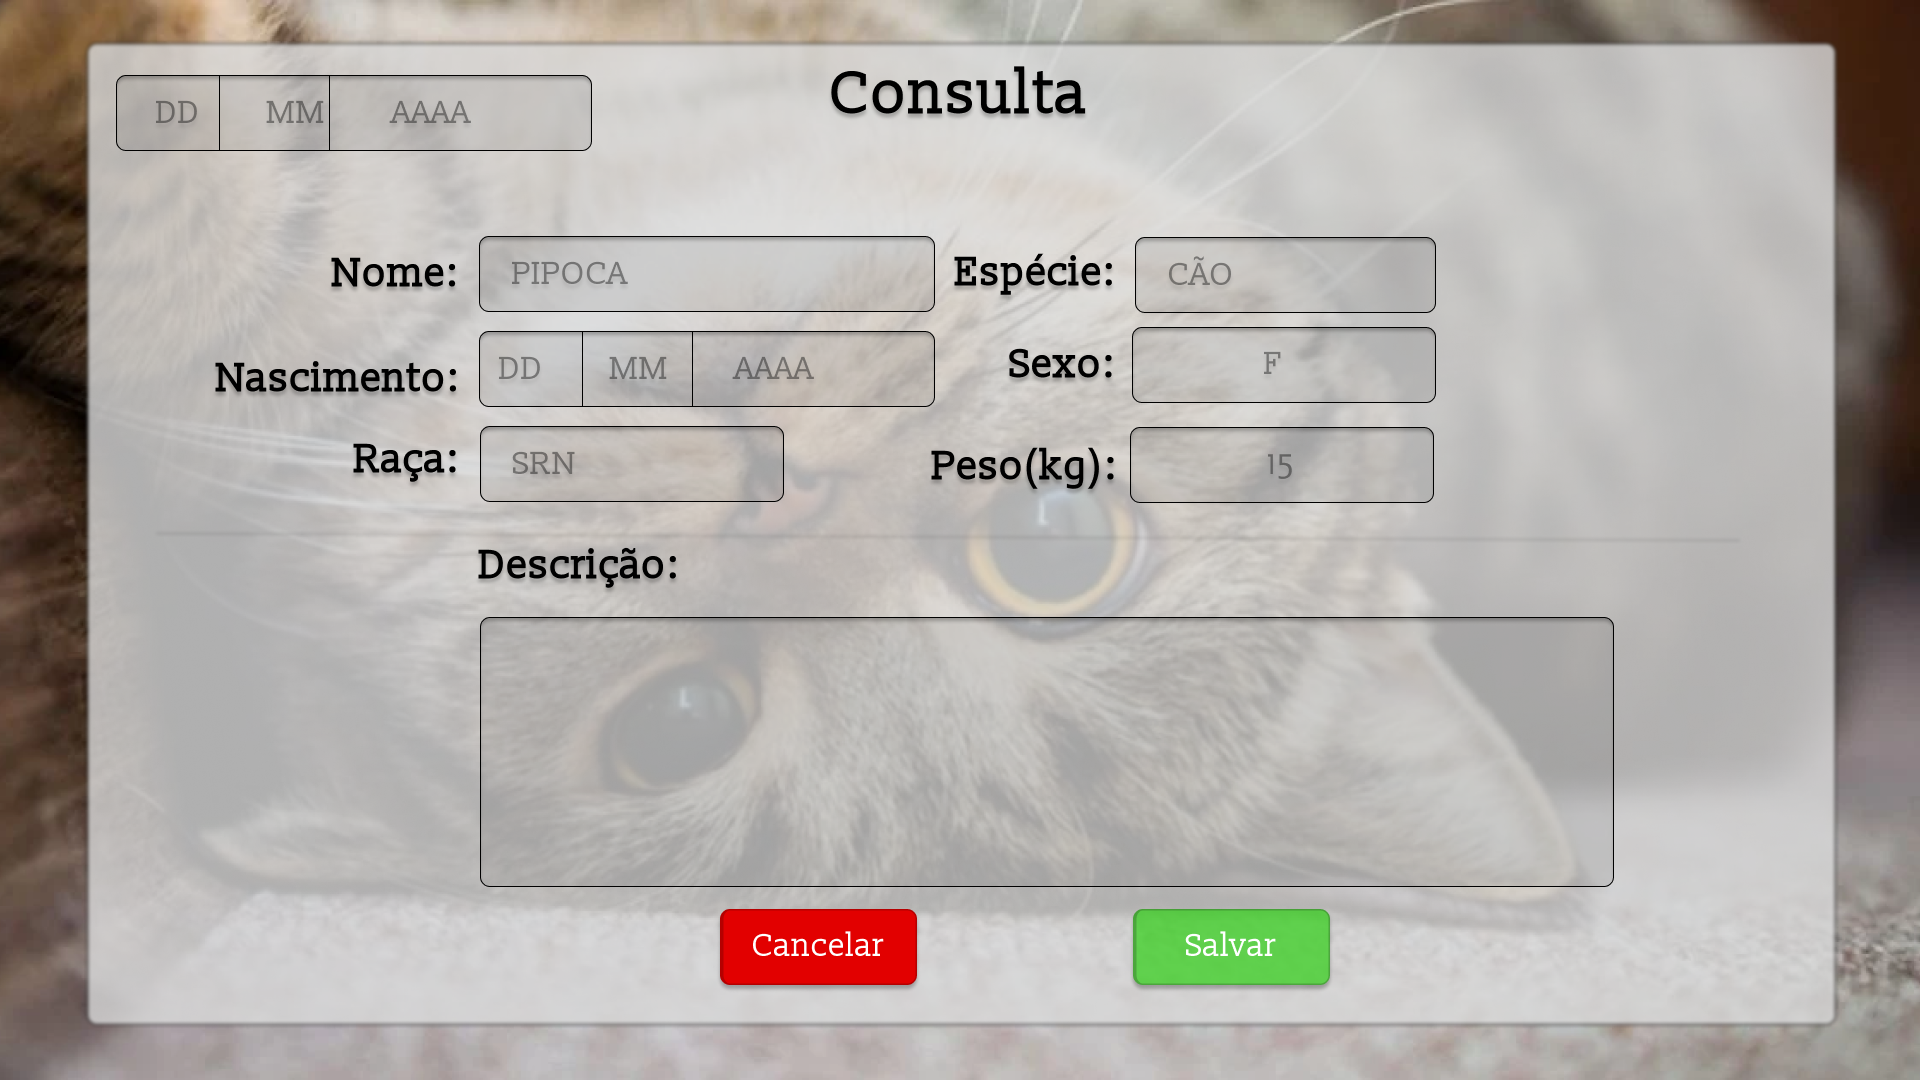 DD MM AAAA
Consulta
Nome: PIPOCA Espécie: CÃO
Nascimento: DD MM AAAA Sexo: F
Raça: SRN Peso(kg): 15
Descrição:
Cancelar Salvar